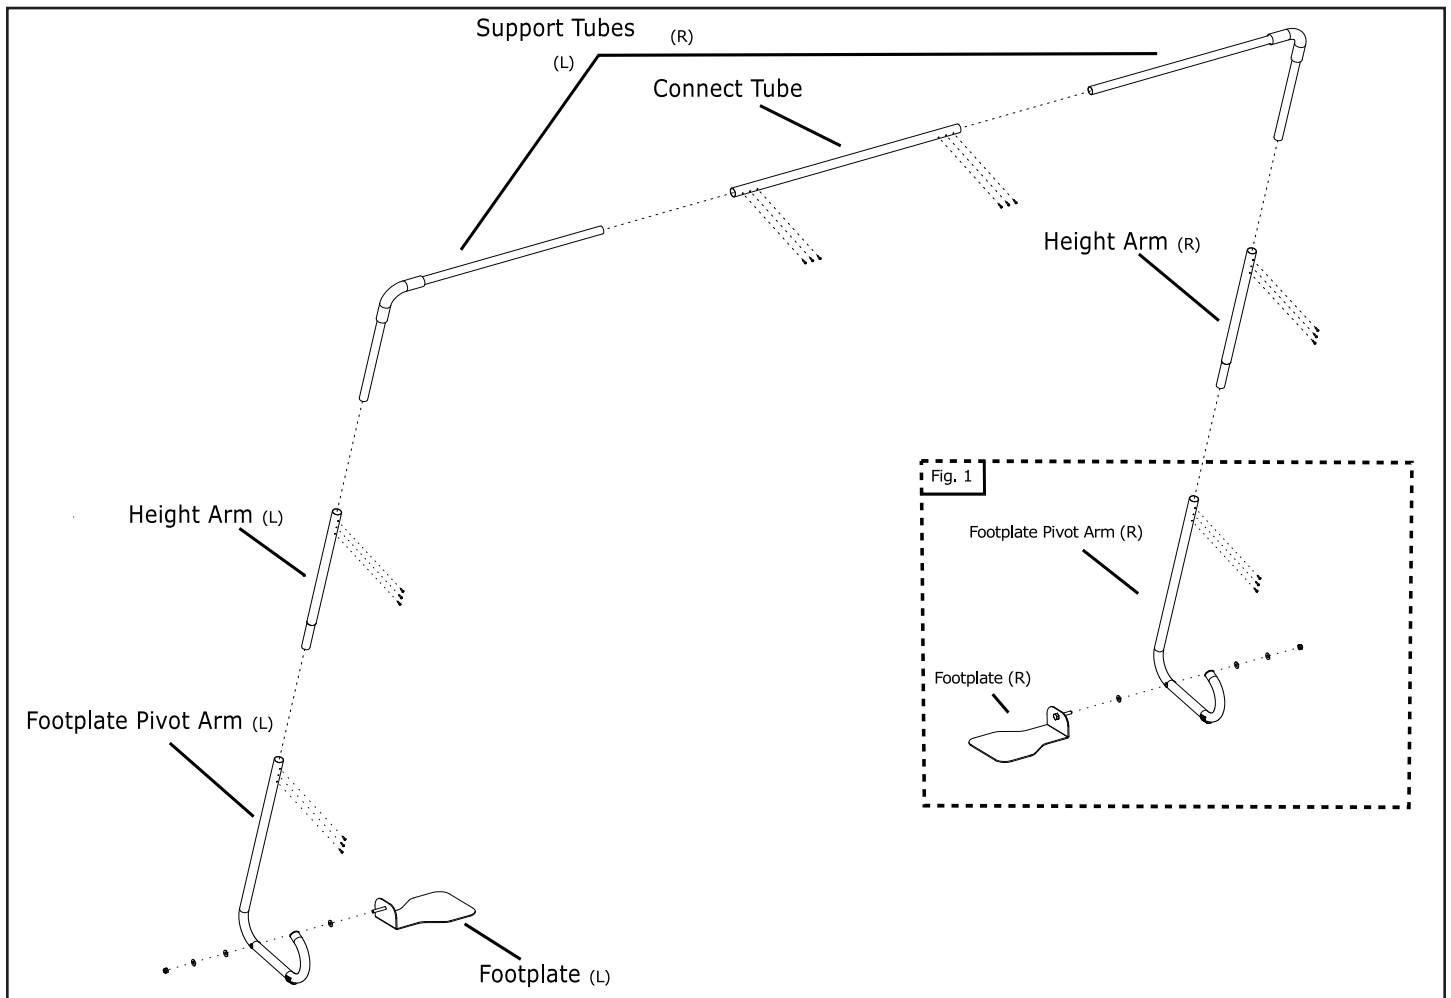 Support Tubes (R)
(L)
Connect Tube
Height Arm (R)
Fig. 1
Height Arm (L)
Footplate Pivot Arm (R)
Footplate (R)
Footplate Pivot Arm (L)
Footplate (L)